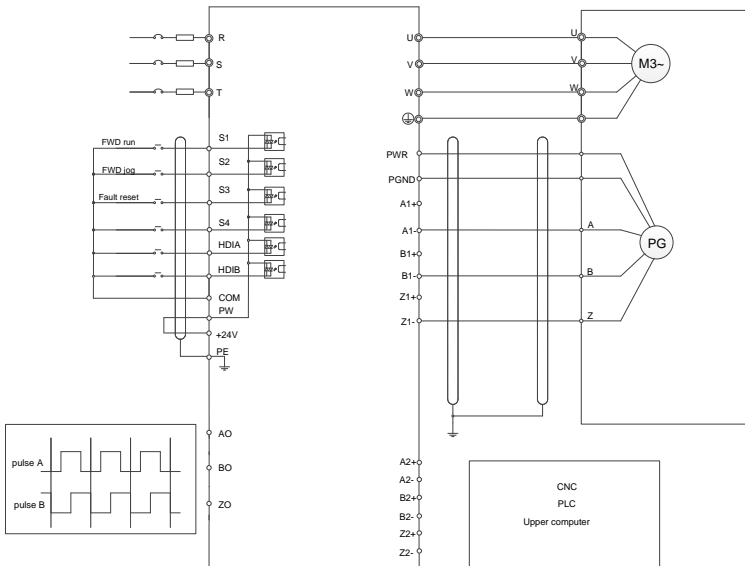 R
S
T
S1
FWD run
S2
FWD jog
S3
Fault reset
S4
HDIA
HDIB
COM
PW
+24V
PE
AO
BO
ZO
pulse A
pulse B
U
V
W
U
V
W
M3~
PWR
PGND
A1+
A1-
B1+
B1-
Z1+
Z1-
A
B
Z
PG
A2+
A2-
B2+
B2-
Z2+
Z2-
CNC
PLC
Upper computer